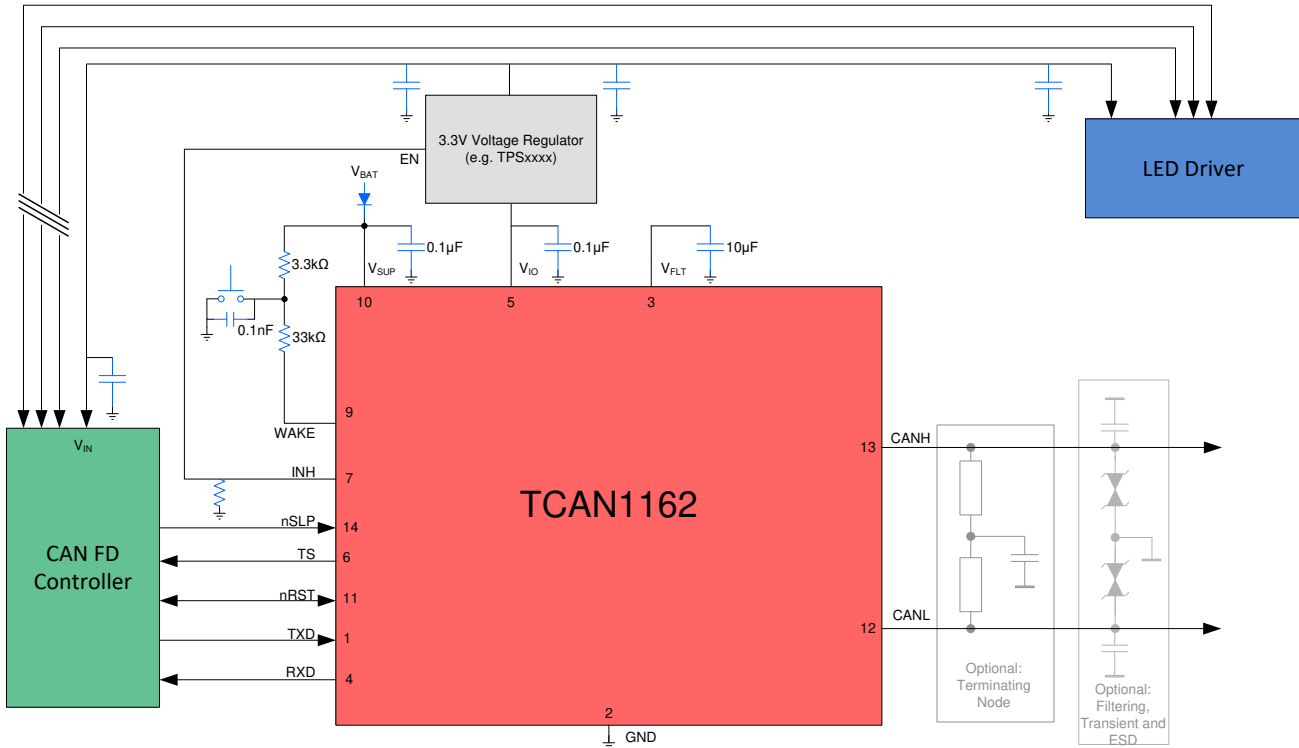 3.3V Voltage Regulator
(e.g. TPSxxxx)
EN
LED Driver
VBAT
0.1µF
0.1µF
10µF
3.3kΩ
VSUP
VIO
VFLT
10
5
3
0.1nF
33kΩ
9
WAKE
VIN
13
CANH
INH
7
TCAN1162
nSLP
14
CAN FD
Controller
TS
6
nRST
11
TXD
1
12
CANL
RXD
4
Optional:
Terminating
Node
Optional:
Filtering,
Transient and
ESD
2
GND